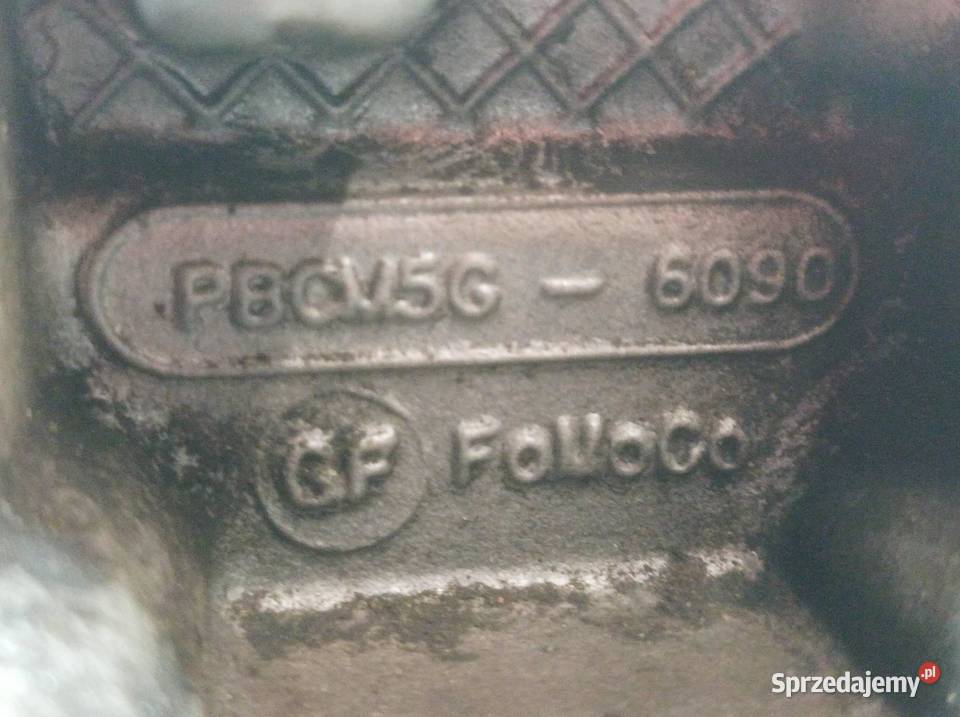 PBCM5G - 6090
CF FoMoCo
Sprzedajemy.pl